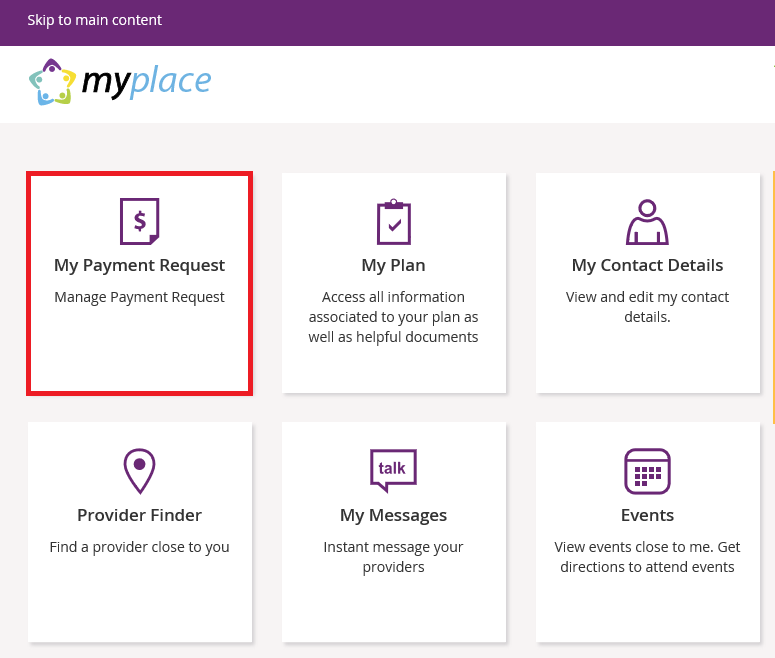 Skip to main content
myplace
$
My Payment Request
Manage Payment Request
My Plan
Access all information
associated to your plan as
well as helpful documents
My Contact Details
View and edit my contact
details.
Provider Finder
Find a provider close to you
talk
My Messages
Instant message your
providers
Events
View events close to me. Get
directions to attend events